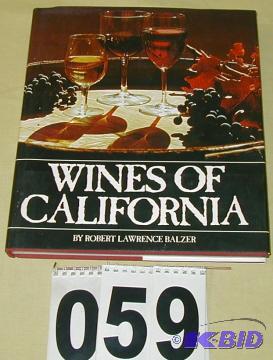 WINES OF
CALIFORNIA
BY ROBERT LAWRENCE BALZER
059
© K-BID